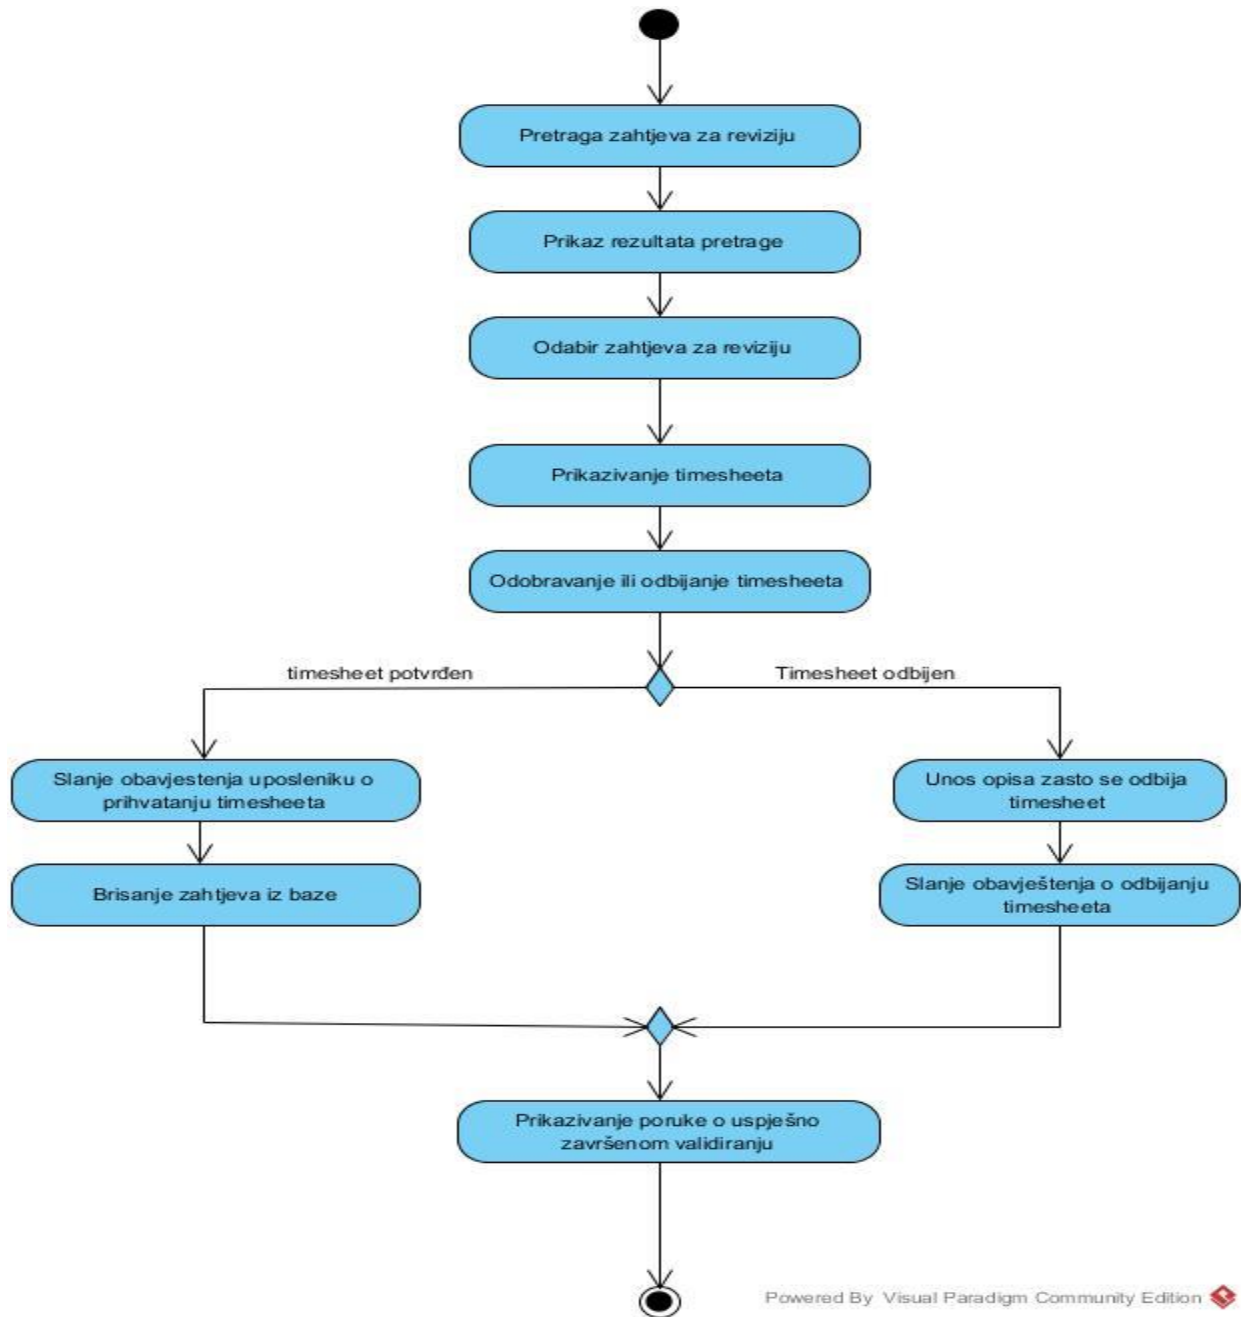 Pretraga zahtjeva za reviziju
Prikaz rezultata pretrage
Odabir zahtjeva za reviziju
Prikazivanje timesheeta
Odobravanje ili odbijanje timesheeta
timesheet potvrđen
Timesheet odbijen
Slanje obavjestenja uposleniku o
prihvatanju timesheeta
Unos opisa zasto se odbija
timesheet
Brisanje zahtjeva iz baze
Slanje obavještenja o odbijanju
timesheeta
Prikazivanje poruke o uspješno
završenom validiranju
Powered By Visual Paradigm Community Edition